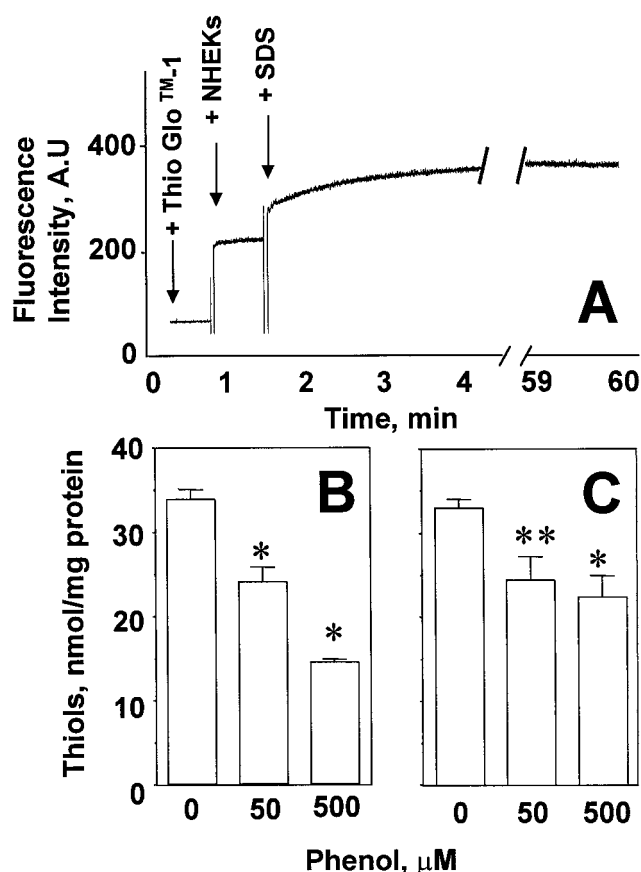 + Thio Glo™-1
+ NHEKs
+ SDS
Fluorescence
Intensity, A.U
400
200
0
A
0 1 2 3 4 59 60
Time, min
Thiols, nmol/mg protein
40
30
20
10
0
B
*
*
0 50 500
C
**
*
0 50 500
Phenol, µM